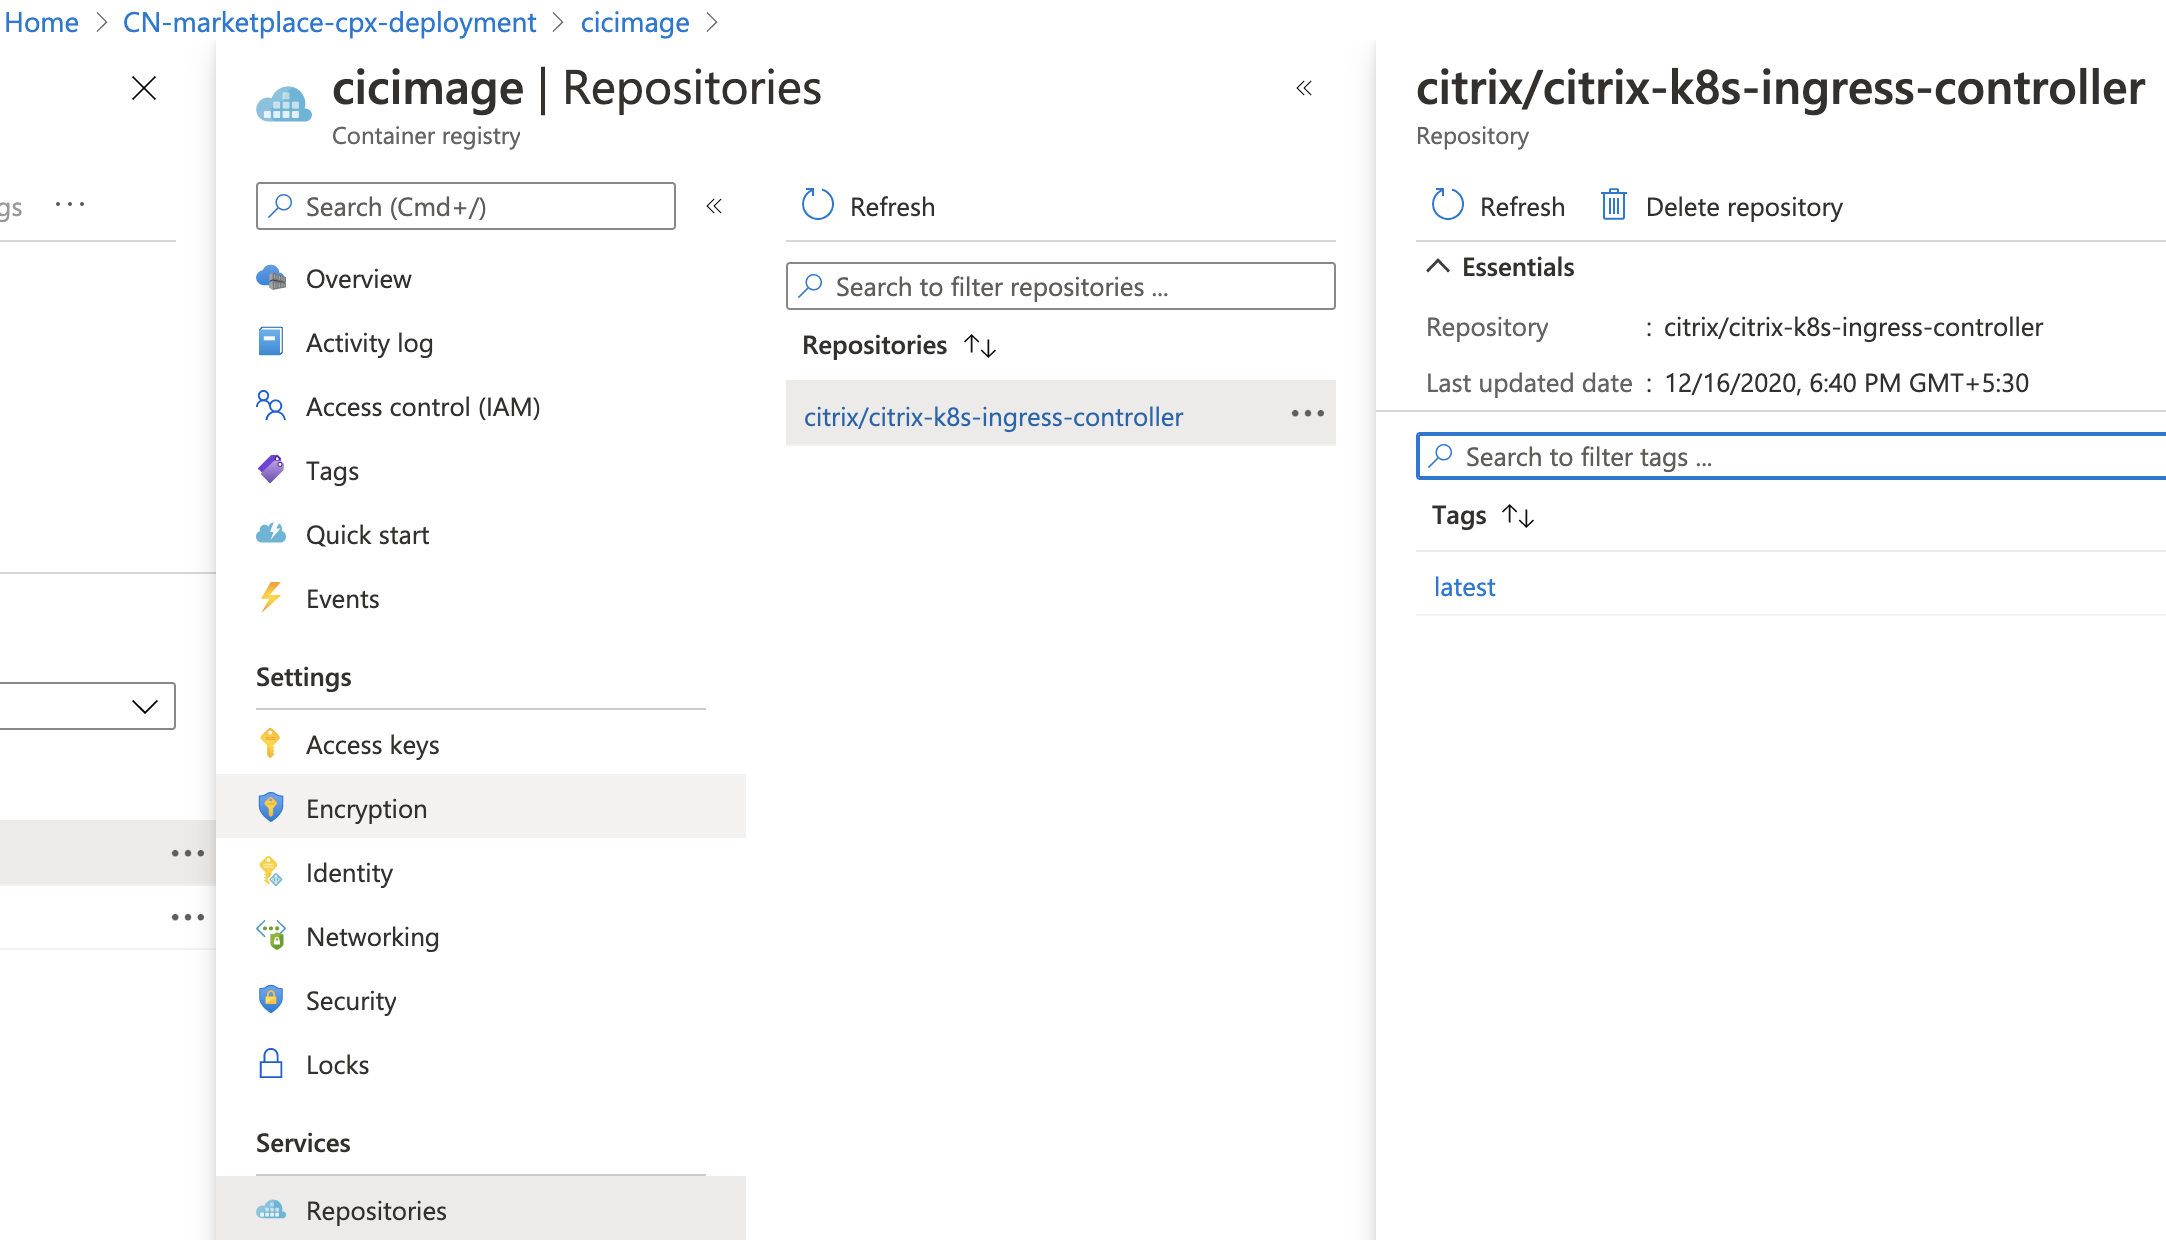 Home > CN-marketplace-cpx-deployment > cicimage >
cicimage | Repositories
Container registry
Search (Cmd+/)
Overview
Activity log
Access control (IAM)
Tags
Quick start
Events
Settings
Access keys
Encryption
Identity
Networking
Security
Locks
Services
Repositories
Refresh
Search to filter repositories ...
Repositories
citrix/citrix-k8s-ingress-controller
citrix/citrix-k8s-ingress-controller
Repository
Refresh Delete repository
Essentials
Repository : citrix/citrix-k8s-ingress-controller
Last updated date : 12/16/2020, 6:40 PM GMT+5:30
Search to filter tags ...
Tags
latest